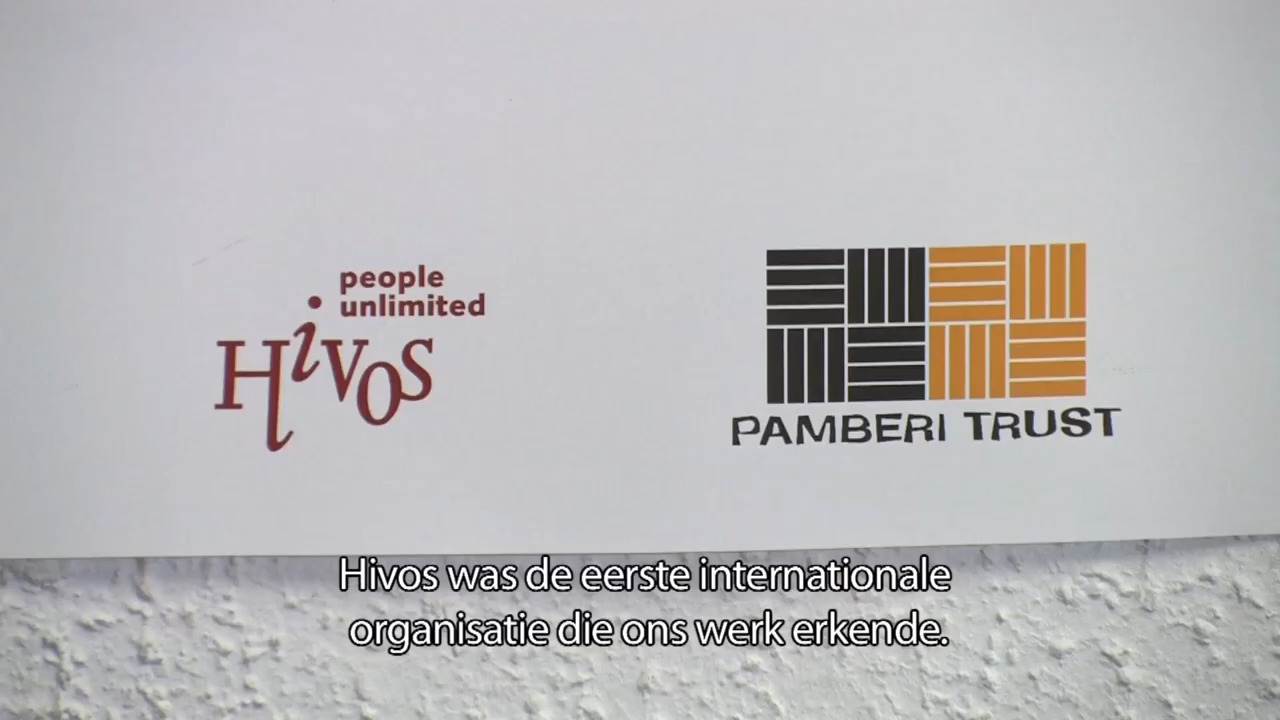 people
unlimited
Hivos
PAMBERI TRUST
Hivos was de eerste internationale
organisatie die ons werk erkende.